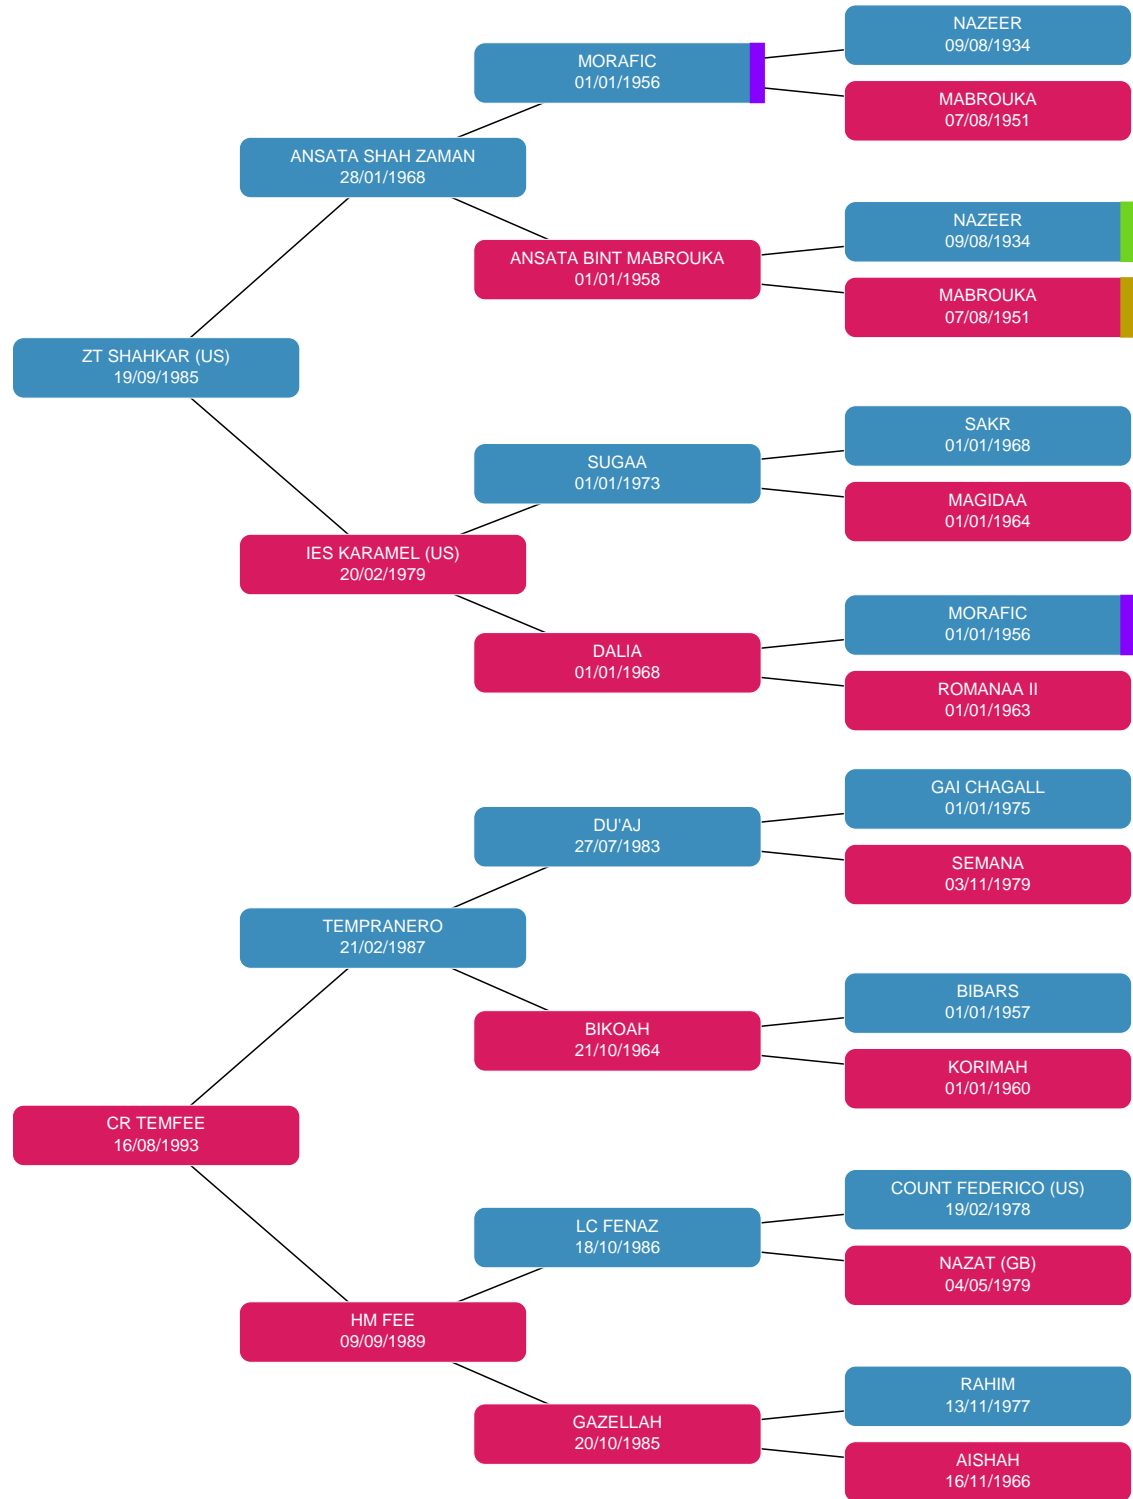 NAZEER
09/08/1934
MORAFIC
01/01/1956
MABROUKA
07/08/1951
ANSATA SHAH ZAMAN
28/01/1968
NAZEER
09/08/1934
ANSATA BINT MABROUKA
01/01/1958
MABROUKA
07/08/1951
ZT SHAHKAR (US)
19/09/1985
SAKR
01/01/1968
SUGAA
01/01/1973
MAGIDAA
01/01/1964
IES KARAMEL (US)
20/02/1979
MORAFIC
01/01/1956
DALIA
01/01/1968
ROMANAA II
01/01/1963
GAI CHAGALL
01/01/1975
DU'AJ
27/07/1983
SEMANA
03/11/1979
TEMPRANERO
21/02/1987
BIBARS
01/01/1957
BIKOAH
21/10/1964
KORIMAH
01/01/1960
CR TEMFEE
16/08/1993
COUNT FEDERICO (US)
19/02/1978
LC FENAZ
18/10/1986
NAZAT (GB)
04/05/1979
HM FEE
09/09/1989
RAHIM
13/11/1977
GAZELLAH
20/10/1985
AISHAH
16/11/1966